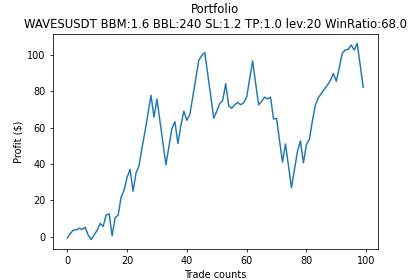 Portfolio
WAVESUSDT BBM:1.6 BBL:240 SL:1.2 TP:1.0 lev:20 WinRatio:68.0
100
80
60
40
20
0
Profit ($)
0 20 40 60 80 100
Trade counts